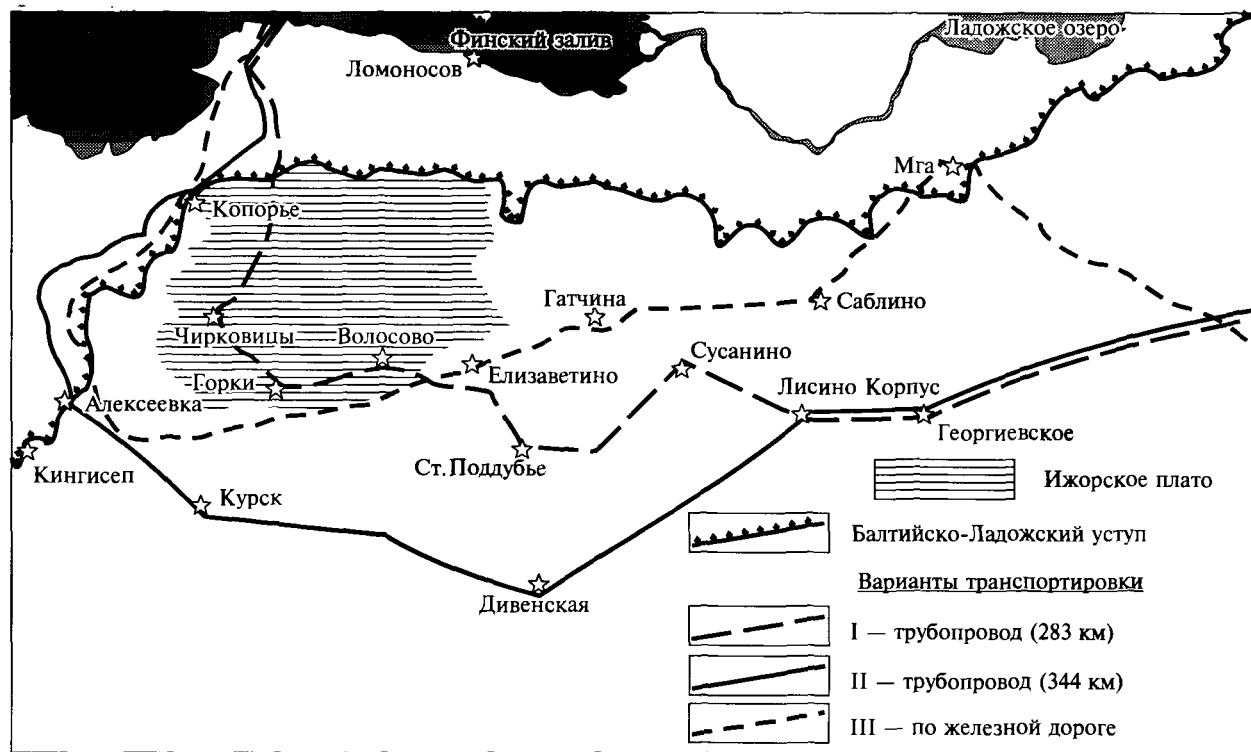 Финский залив
Ладожское озеро
Ломоносов
Мга
Копорье
Гатчина
Саблино
Чирковицы
Волосово
Сусанино
Горки
Елизаветино
Лисино Корпус
Алексеевка
Георгиевское
Кингисеп
Ст. Поддубье
Курск
Дивенская
Ижорское плато
Балтийско-Ладожский уступ
Варианты транспортировки
I — трубопровод (283 км)
II — трубопровод (344 км)
III — по железной дороге